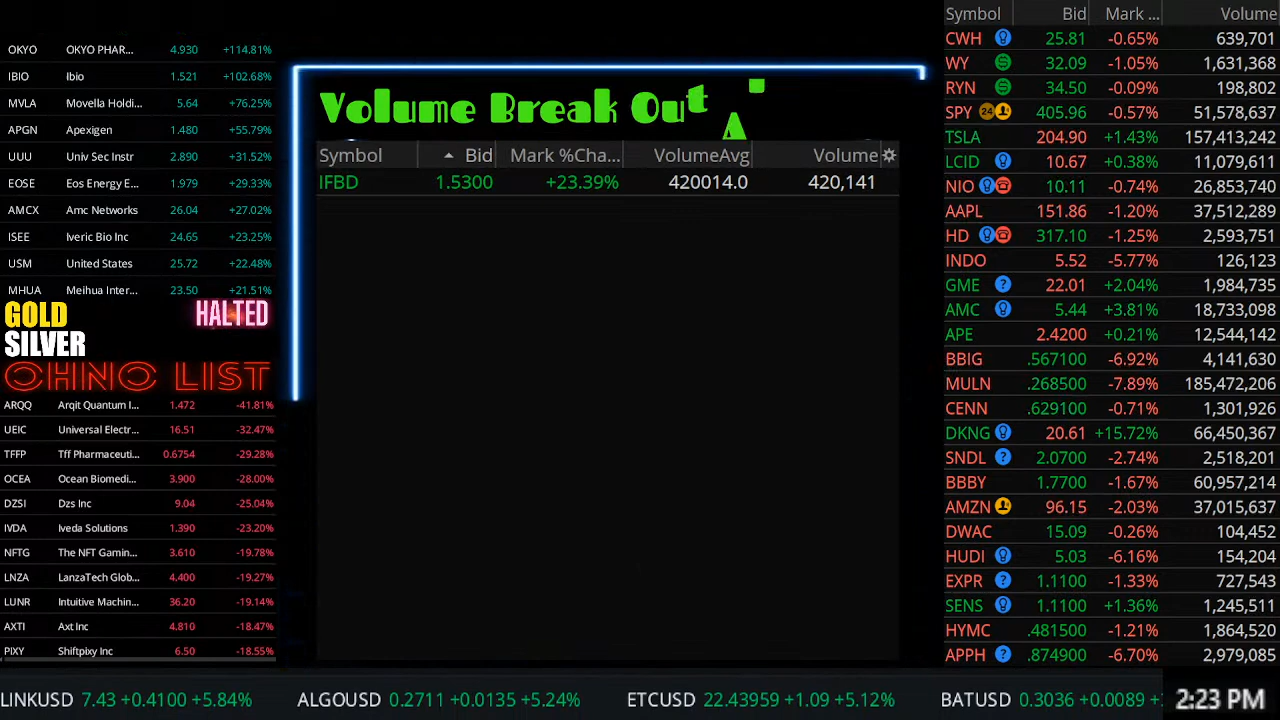 OKYO OKYO PHAR... 4.930 +114.81%
IBIO Ibio 1.521 +102.68%
MVLA Movella Holdi... 5.64 +76.25%
APGN Apexigen 1.480 +55.79%
UUU Univ Sec Instr 2.890 +31.52%
EOSE Eos Energy E... 1.979 +29.33%
AMCX Amc Networks 26.04 +27.02%
ISEE Iveric Bio Inc 24.65 +23.25%
USM United States 25.72 +22.48%
MHUA Meihua Inter... 23.50 +21.51%
GOLD HALTED
SILVER
OHNO LIST
ARQQ Arqit Quantum I... 1.472 -41.81%
UEIC Universal Electr... 16.51 -32.47%
TFFP Tff Pharmaceuti... 0.6754 -29.28%
OCEA Ocean Biomedi... 3.900 -28.00%
DZSI Dzs Inc 9.04 -25.04%
IVDA Iveda Solutions 1.390 -23.20%
NFTG The NFT Gamin... 3.610 -19.78%
LNZA LanzaTech Glob... 4.400 -19.27%
LUNR Intuitive Machin... 36.20 -19.14%
AXTI Axt Inc 4.810 -18.47%
PIXY Shiftpixy Inc 6.50 -18.55%
Volume Break Out A
Symbol Bid Mark %Cha... VolumeAvg Volume
IFBD 1.5300 +23.39% 420014.0 420,141
Symbol Bid Mark ... Volume
CWH 25.81 -0.65% 639,701
WY 32.09 -1.05% 1,631,368
RYN 34.50 -0.09% 198,802
SPY 24 405.96 -0.57% 51,578,637
TSLA 204.90 +1.43% 157,413,242
LCID 10.67 +0.38% 11,079,611
NIO 10.11 -0.74% 26,853,740
AAPL 151.86 -1.20% 37,512,289
HD 317.10 -1.25% 2,593,751
INDO 5.52 -5.77% 126,123
GME ? 22.01 +2.04% 1,984,735
AMC 5.44 +3.81% 18,733,098
APE 2.4200 +0.21% 12,544,142
BBIG .567100 -6.92% 4,141,630
MULN .268500 -7.89% 185,472,206
CENN .629100 -0.71% 1,301,926
DKNG 20.61 +15.72% 66,450,367
SNDL ? 2.0700 -2.74% 2,518,201
BBBY 1.7700 -1.67% 60,957,214
AMZN 96.15 -2.03% 37,015,637
DWAC 15.09 -0.26% 104,452
HUDI 5.03 -6.16% 154,204
EXPR ? 1.1100 -1.33% 727,543
SENS 1.1100 +1.36% 1,245,511
HYMC .481500 -1.21% 1,864,520
APPH ? .874900 -6.70% 2,979,085
LINKUSD 7.43 +0.4100 +5.84% ALGOUSD 0.2711 +0.0135 +5.24% ETCUSD 22.43959 +1.09 +5.12% BATUSD 0.3036 +0.0089 + 2:23 PM